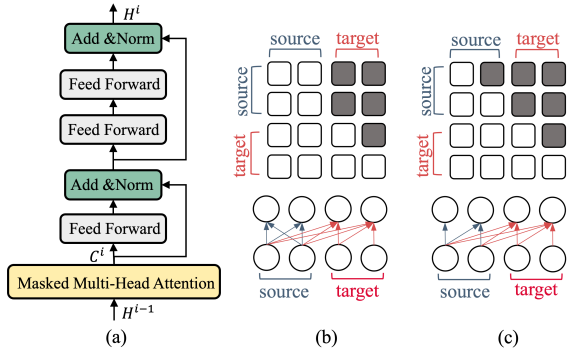 H^i
Add &Norm
Feed Forward
Feed Forward
Add &Norm
Feed Forward
C^i
Masked Multi-Head Attention
H^{i-1}
(a)
source target
source
target
source target
(b)
source target
source
target
source target
(c)